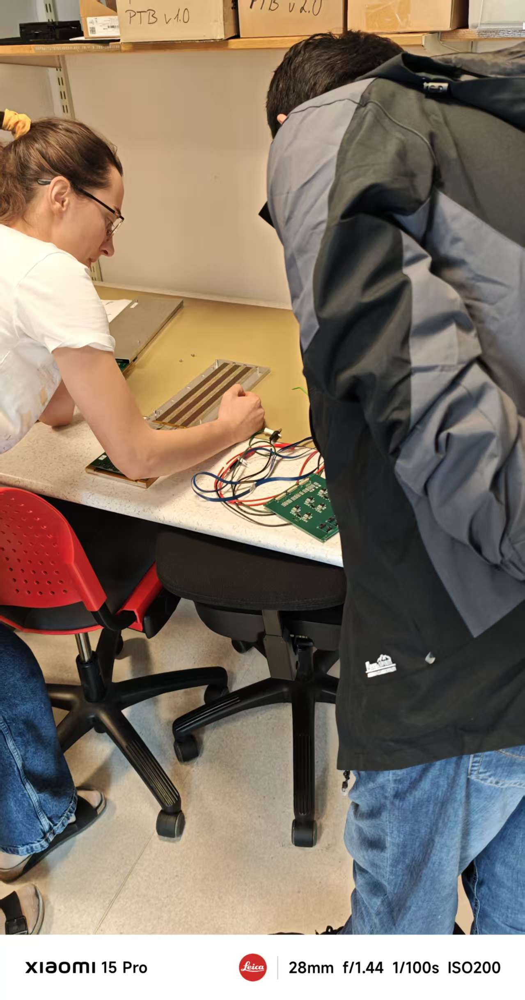 PTB v1.0
PTB v2.0
xiaomi 15 Pro
Leica
28mm f/1.44 1/100s ISO200